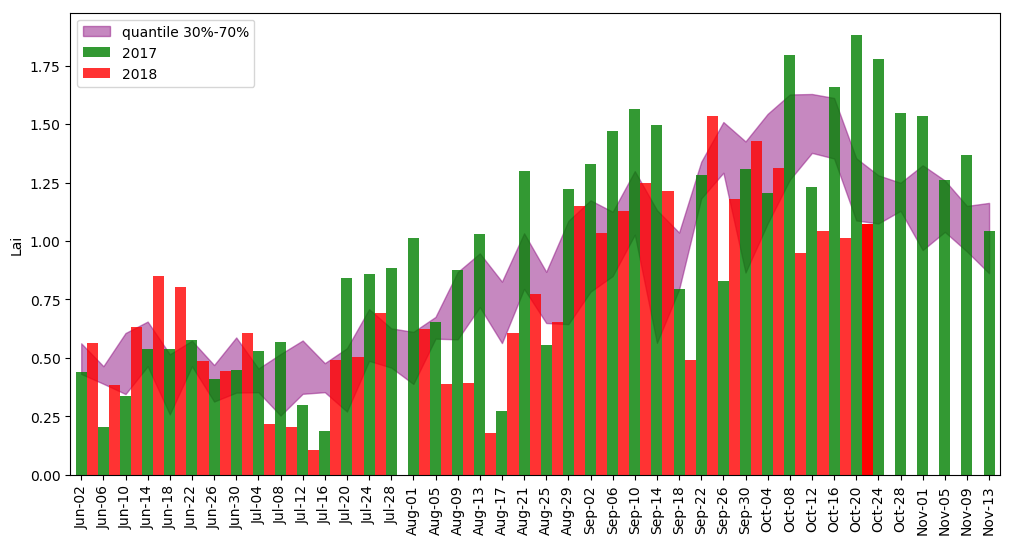 quantile 30%-70%
2017
2018
1.75
1.50
1.25
1.00
0.75
0.50
0.25
0.00
Lai
Jun-02
Jun-06
Jun-10
Jun-14
Jun-18
Jun-22
Jun-26
Jun-30
Jul-04
Jul-08
Jul-12
Jul-16
Jul-20
Jul-24
Jul-28
Aug-01
Aug-05
Aug-09
Aug-13
Aug-17
Aug-21
Aug-25
Aug-29
Sep-02
Sep-06
Sep-10
Sep-14
Sep-18
Sep-22
Sep-26
Sep-30
Oct-04
Oct-08
Oct-12
Oct-16
Oct-20
Oct-24
Oct-28
Nov-01
Nov-05
Nov-09
Nov-13